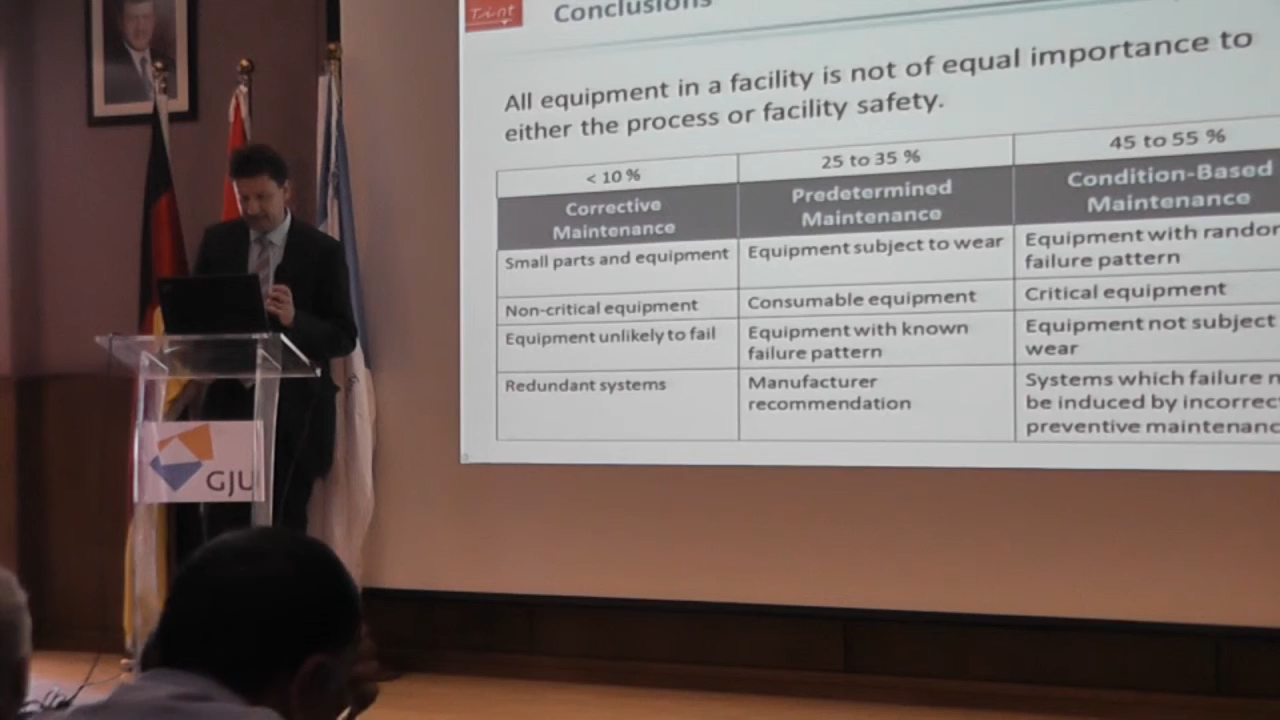 Trint
Conclusions
All equipment in a facility is not of equal importance to
either the process or facility safety.
< 10 %
25 to 35 %
45 to 55 %
Corrective
Maintenance
Predetermined
Maintenance
Condition-Based
Maintenance
Small parts and equipment
Equipment subject to wear
Equipment with random
failure pattern
Non-critical equipment
Consumable equipment
Critical equipment
Equipment unlikely to fail
Equipment with known
failure pattern
Equipment not subject
wear
Redundant systems
Manufacturer
recommendation
Systems which failure
be induced by incorrec
preventive maintenanc
GJU